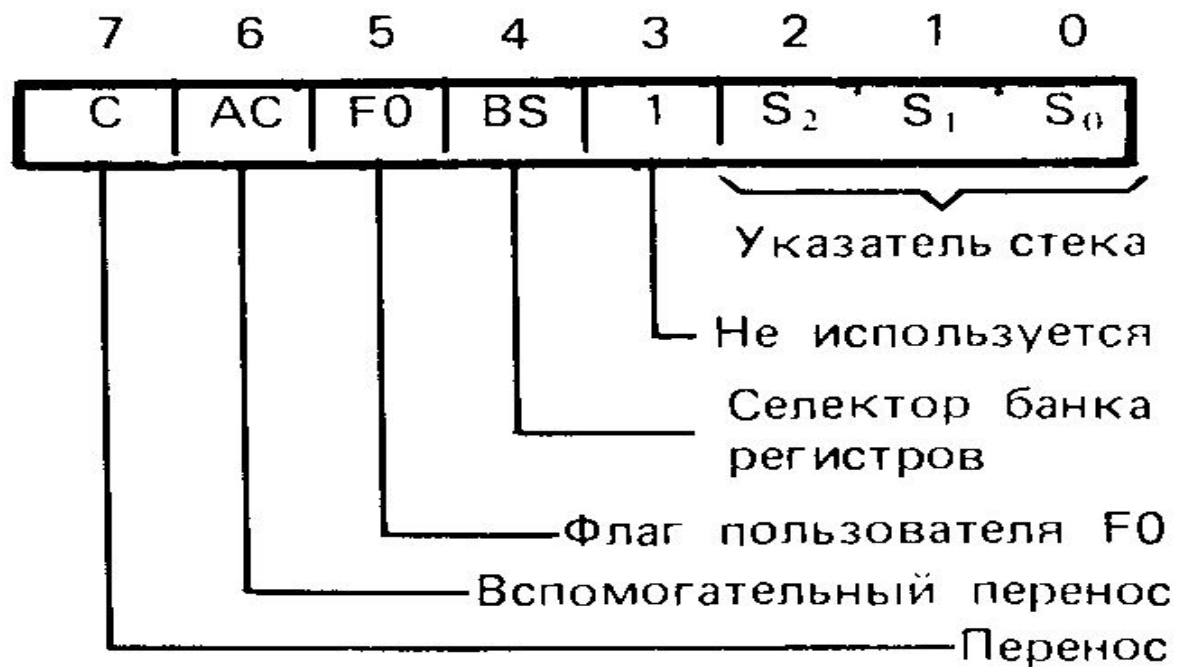 7 6 5 4 3 2 1 0
C AC F0 BS 1 S₂ S₁ S₀
Указатель стека
Не используется
Селектор банка
регистров
Флаг пользователя F0
Вспомогательный перенос
Перенос